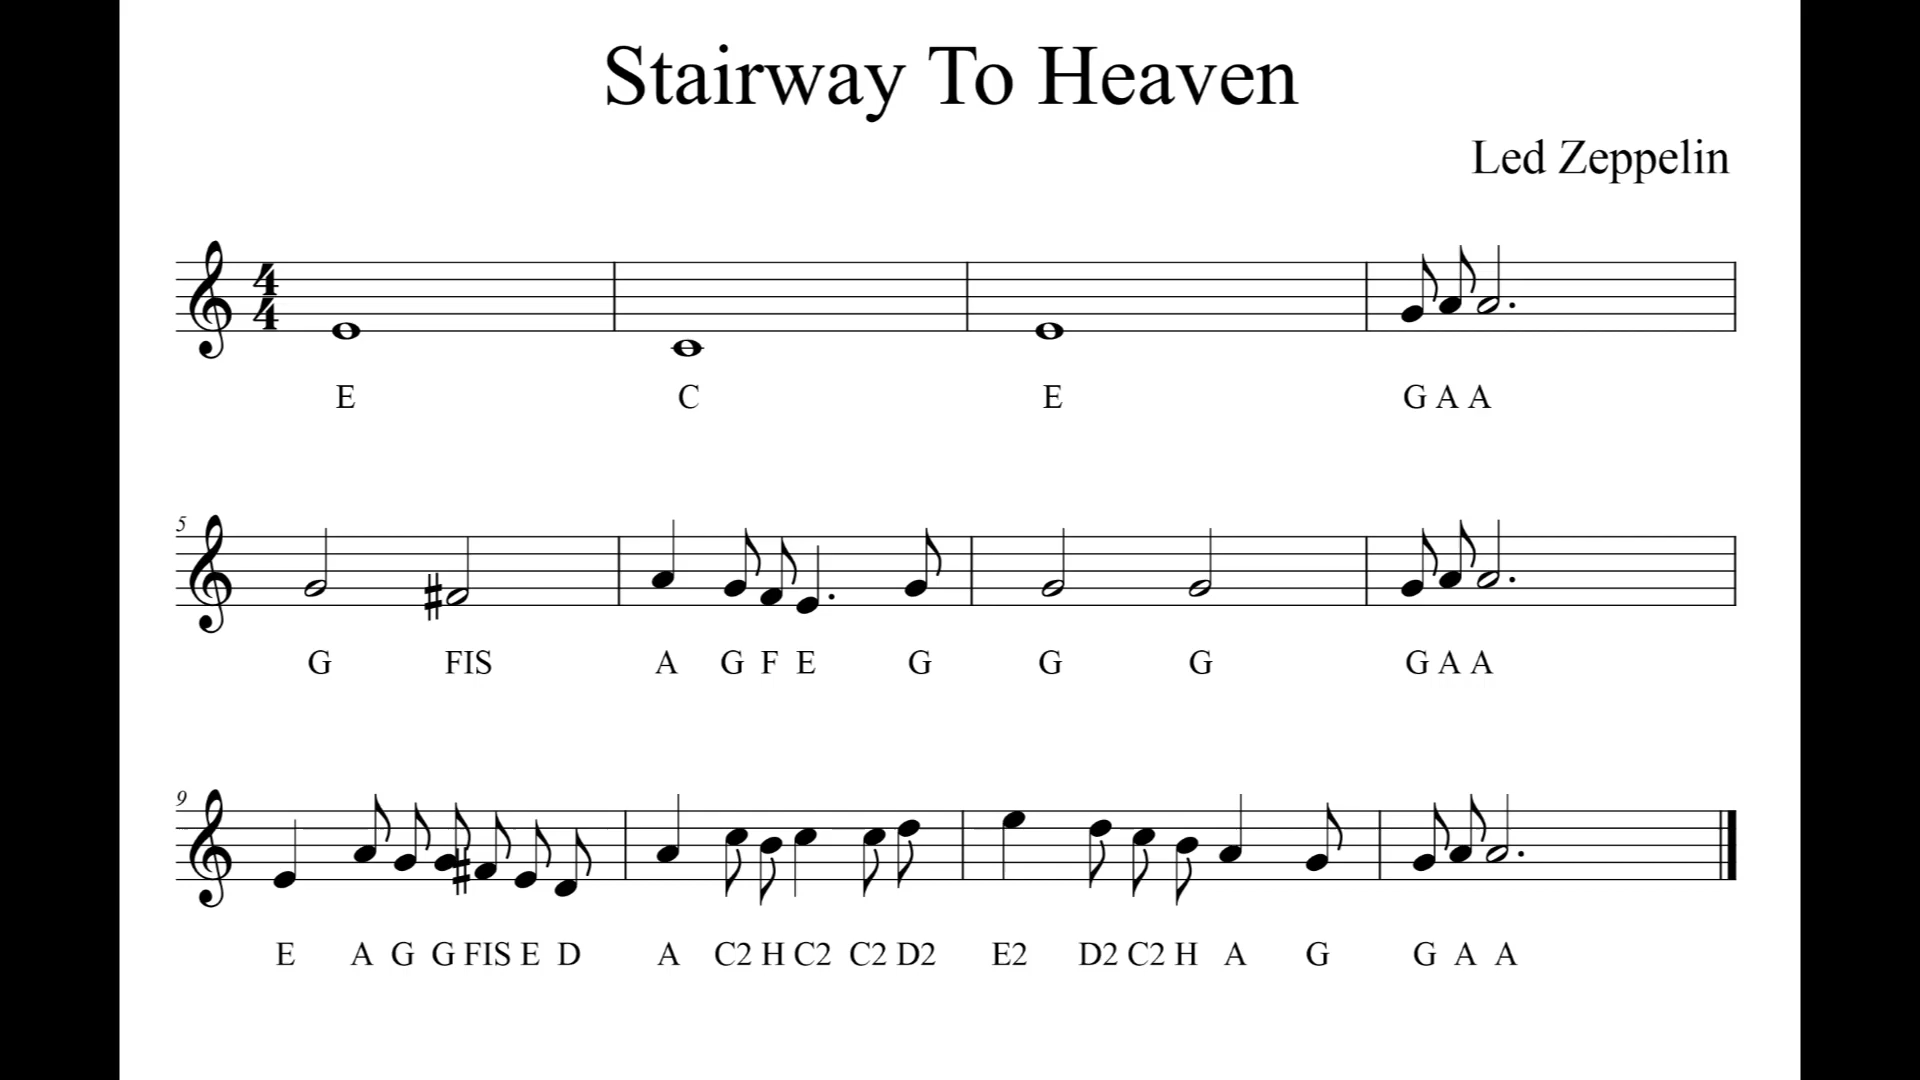 Stairway To Heaven
Led Zeppelin
4
4
E C E G A A
5
G FIS A G F E G G G G A A
9
E A G G FIS E D A C2 H C2 C2 D2 E2 D2 C2 H A G G A A